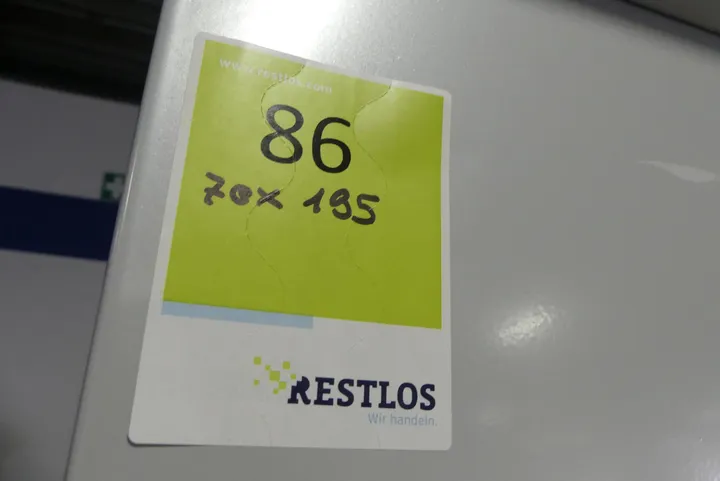 www.restlos.com
86
70x 195
RESTLOS
Wir handeln.